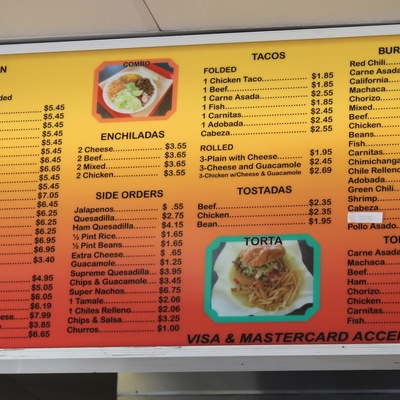 N
ded
$5.45
$5.45
$5.45
$5.45
$5.45
$5.45
$5.45
$5.45
$7.05
$6.45
$6.25
$6.25
$6.25
$6.95
$6.95
$6.40
$4.95
$5.05
$6.05
$6.19
ese $7.99
$3.85
$6.65
COMBO
ENCHILADAS
2 Cheese $3.55
2 Beef $3.65
2 Mixed $3.65
2 Chicken $3.55
SIDE ORDERS
Jalapenos $ .55
Quesadilla $2.75
Ham Quesadilla $4.15
½ Pint Rice $1.65
½ Pint Beans $1.65
Extra Cheese $ .65
Guacamole $1.25
Supreme Quesadilla $3.95
Chips & Guacamole $3.45
Super Nachos $6.75
1 Tamale $2.06
1 Chiles Relleno $2.06
Chips & Salsa $3.25
Churros $1.00
TACOS
FOLDED
1 Chicken Taco $1.85
1 Beef $1.85
1 Carne Asada $2.55
1 Fish $1.85
1 Carnitas $2.45
1 Adobada $2.45
Cabeza $2.55
ROLLED
3-Plain with Cheese $1.95
3-Cheese and Guacamole $2.45
3-Chicken w/Cheese & Guacamole $2.69
TOSTADAS
Beef $2.35
Chicken $2.35
Bean $1.95
TORTA
VISA & MASTERCARD ACCE
BUR
Red Chili
Carne Asada
California
Machaca
Chorizo
Mixed
Beef
Chicken
Beans
Fish
Carnitas
Chimichanga
Chile Relleno
Adobada
Green Chili
Shrimp
Cabeza
Pollo Asado
TO
Carne Asada
Machaca
Beef
Ham
Chorizo
Chicken
Carnitas
Fish